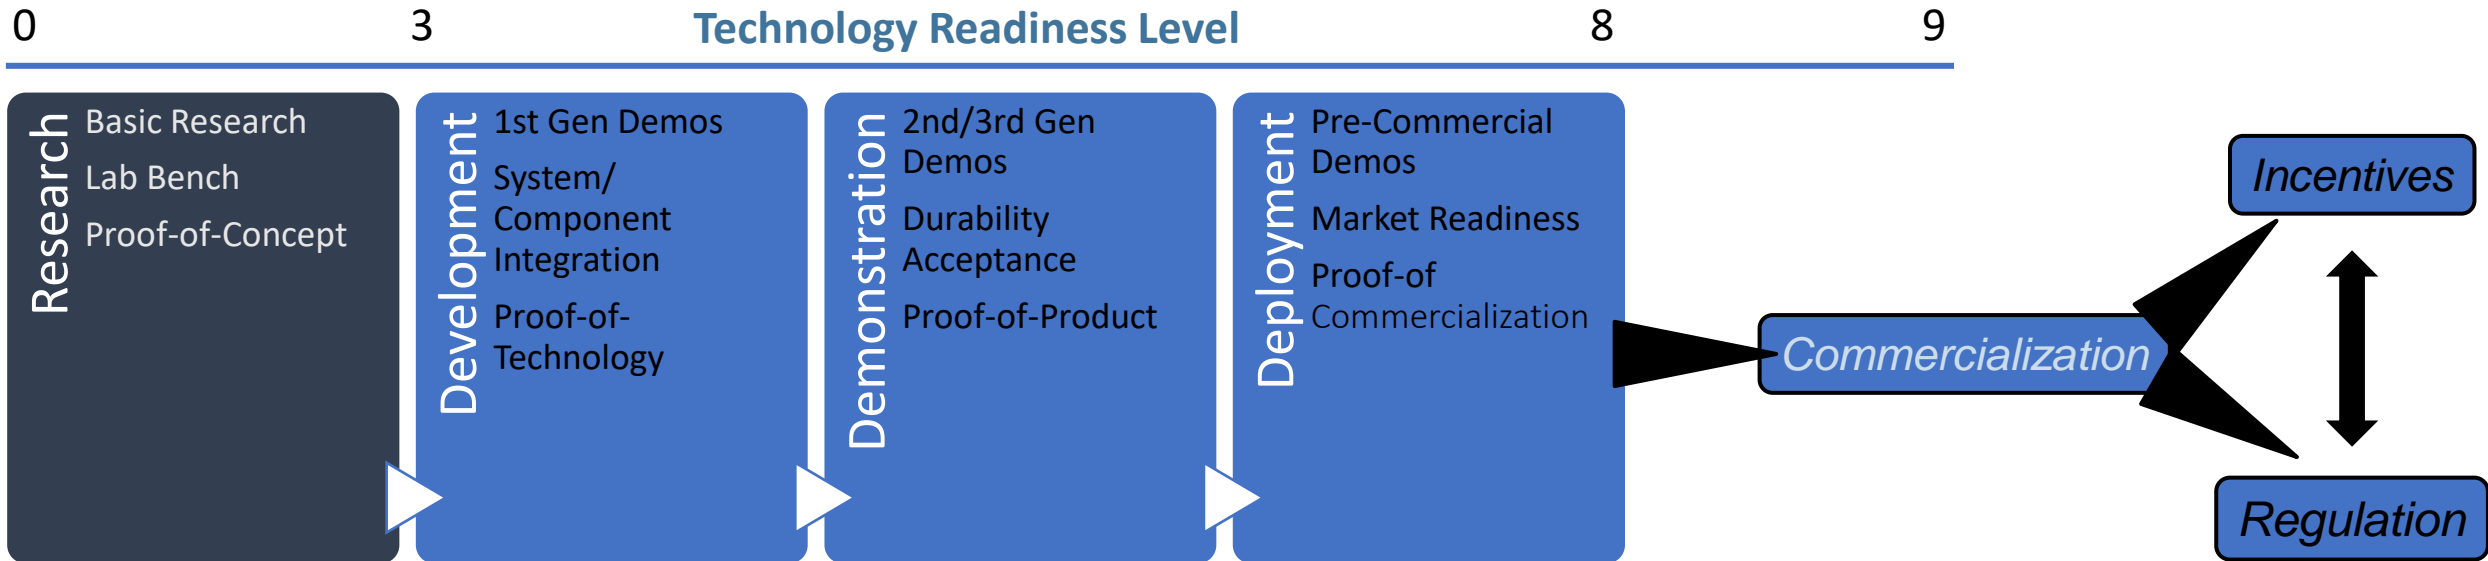 0
3
Technology Readiness Level
8
9
Research
Basic Research
Lab Bench
Proof-of-Concept
Development
1st Gen Demos
System/
Component
Integration
Proof-of-
Technology
Demonstration
2nd/3rd Gen
Demos
Durability
Acceptance
Proof-of-Product
Deployment
Pre-Commercial
Demos
Market Readiness
Proof-of
Commercialization
Commercialization
Incentives
Regulation